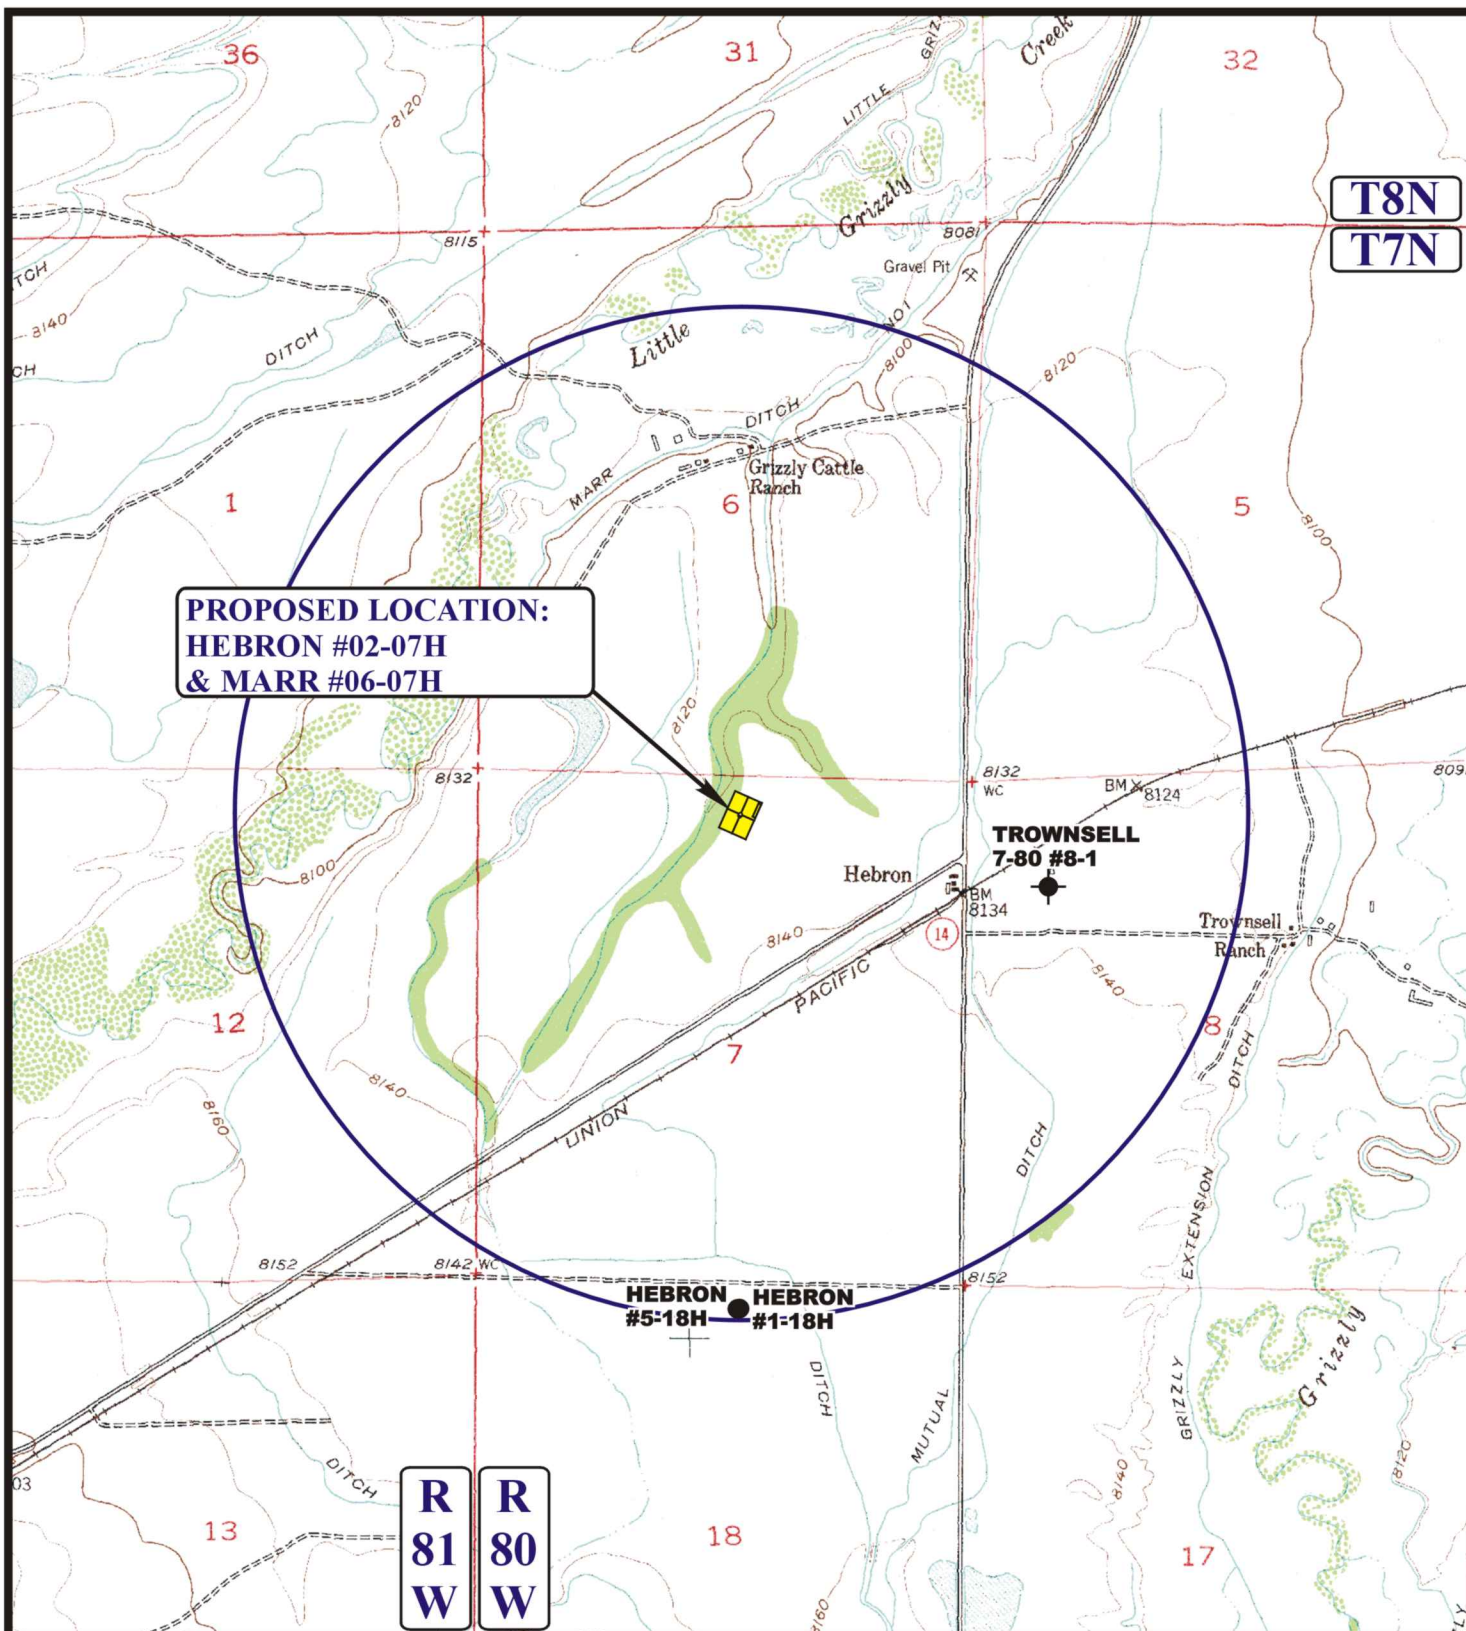 36
31
32
Creek
LITTLE
8120
Grizzly
T8N
T7N
8115
8081
Gravel Pit
8140
DITCH
Little
8100
8120
DITCH
MARR
Grizzly Cattle
Ranch
1
6
5
8100
PROPOSED LOCATION:
HEBRON #02-07H
& MARR #06-07H
8120
8132
8132
WC
BM 8124
TROWNSELL
7-80 #8-1
8100
Hebron
BM
8134
14
Trownsell
Ranch
8140
PACIFIC
8140
12
7
8
DITCH
8140
8160
UNION
DITCH
EXTENSION
8152
8142 WC
8152
HEBRON
#5-18H
HEBRON
#1-18H
Grizzly
DITCH
GRIZZLY
MUTUAL
8120
DITCH
8140
03
R
81
W
R
80
W
13
18
17
8160